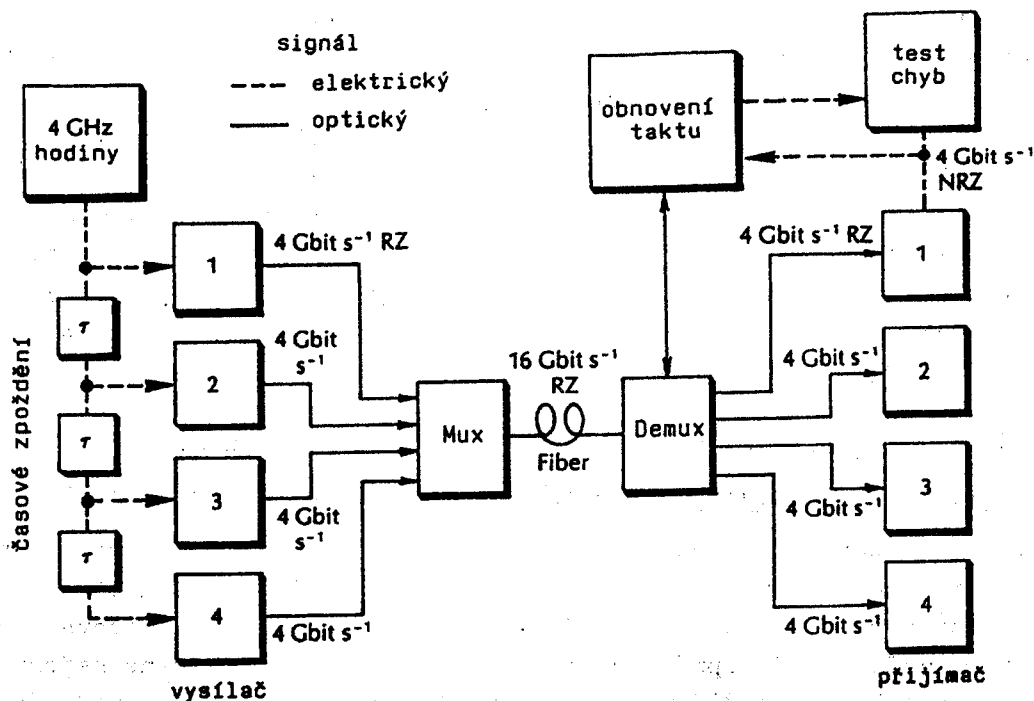 signál
elektrický
optický
4 GHz
hodiny
časové zpoždění
τ
τ
τ
1
2
3
4
vysílač
4 Gbit s⁻¹ RZ
4 Gbit
s⁻¹
4 Gbit
s⁻¹
4 Gbit s⁻¹
Mux
16 Gbit s⁻¹
RZ
Fiber
Demux
obnovení
taktu
test
chyb
4 Gbit s⁻¹
NRZ
4 Gbit s⁻¹ RZ
4 Gbit s⁻¹
4 Gbit s⁻¹
4 Gbit s⁻¹
1
2
3
4
přijímač